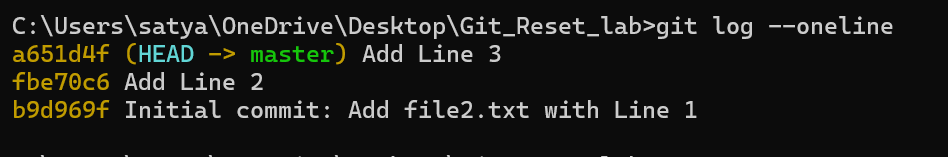 C:\Users\satya\OneDrive\Desktop\Git_Reset_lab>git log --oneline
a651d4f (HEAD -> master) Add Line 3
fbe70c6 Add Line 2
b9d969f Initial commit: Add file2.txt with Line 1